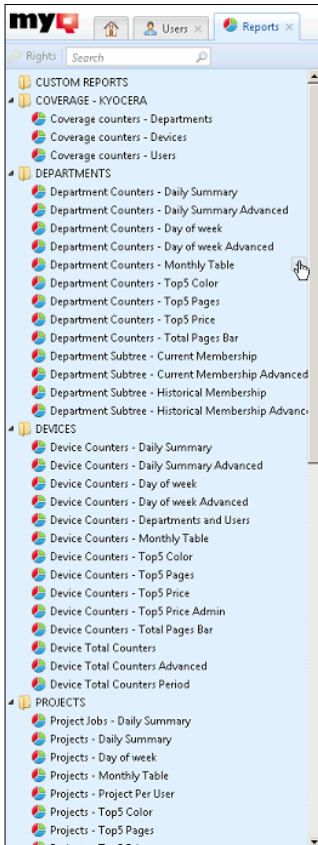 myQ
Users
Reports
Rights
Search
CUSTOM REPORTS
COVERAGE - KYOCERA
Coverage counters - Departments
Coverage counters - Devices
Coverage counters - Users
DEPARTMENTS
Department Counters - Daily Summary
Department Counters - Daily Summary Advanced
Department Counters - Day of week
Department Counters - Day of week Advanced
Department Counters - Monthly Table
Department Counters - Top5 Color
Department Counters - Top5 Pages
Department Counters - Top5 Price
Department Counters - Total Pages Bar
Department Subtree - Current Membership
Department Subtree - Current Membership Advanced
Department Subtree - Historical Membership
Department Subtree - Historical Membership Advanc
DEVICES
Device Counters - Daily Summary
Device Counters - Daily Summary Advanced
Device Counters - Day of week
Device Counters - Day of week Advanced
Device Counters - Departments and Users
Device Counters - Monthly Table
Device Counters - Top5 Color
Device Counters - Top5 Pages
Device Counters - Top5 Price
Device Counters - Top5 Price Admin
Device Counters - Total Pages Bar
Device Total Counters
Device Total Counters Advanced
Device Total Counters Period
PROJECTS
Project Jobs - Daily Summary
Projects - Daily Summary
Projects - Day of week
Projects - Monthly Table
Projects - Project Per User
Projects - Top5 Color
Projects - Top5 Pages